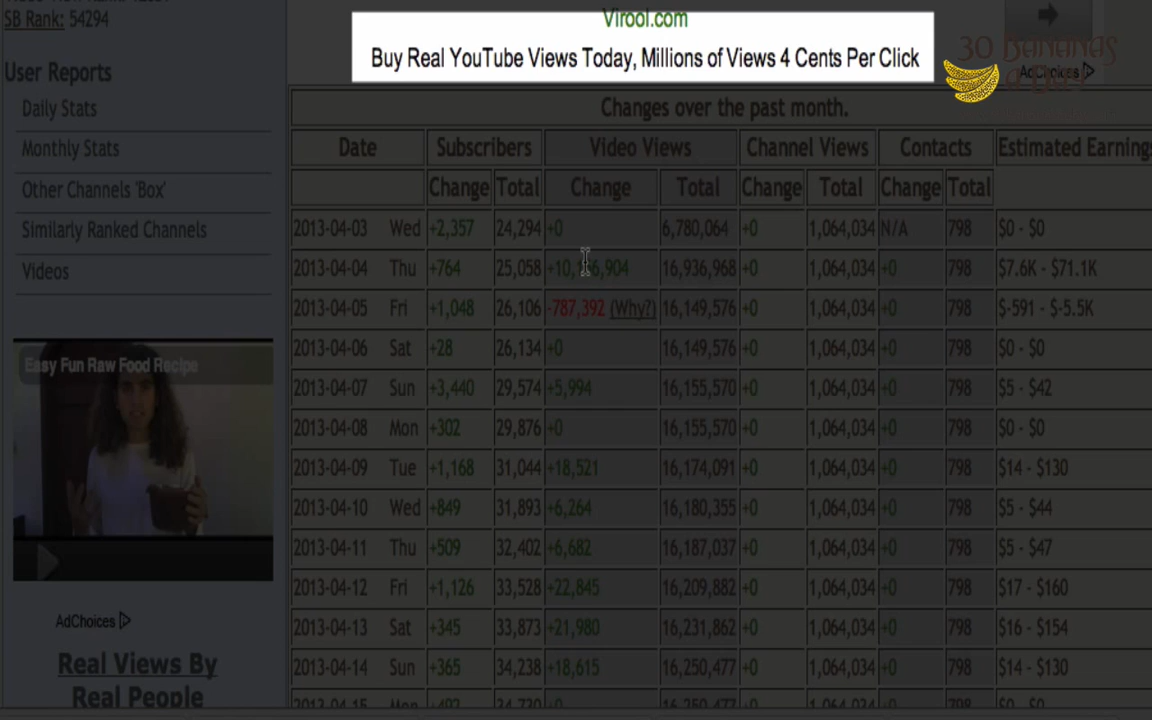 SB Rank: 54294
Virool.com
Buy Real YouTube Views Today, Millions of Views 4 Cents Per Click
30 BANANAS
a DAY
AdChoices
User Reports
Daily Stats
Monthly Stats
Other Channels 'Box'
Similarly Ranked Channels
Videos
Easy Fun Raw Food Recipe
AdChoices
Real Views By
Real People
Changes over the past month.
Date Subscribers Video Views Channel Views Contacts Estimated Earnings
Change Total Change Total Change Total Change Total
2013-04-03 Wed +2,357 24,294 +0 6,780,064 +0 1,064,034 N/A 798 $0 - $0
2013-04-04 Thu +764 25,058 16,936,968 +0 1,064,034 +0 798 $7.6K - $71.1K
2013-04-05 Fri +1,048 26,106 -787,392 (Why?) 16,149,576 +0 1,064,034 +0 798 $-591 - $-5.5K
2013-04-06 Sat +28 26,134 +0 16,149,576 +0 1,064,034 +0 798 $0 - $0
2013-04-07 Sun +3,440 29,574 +5,994 16,155,570 +0 1,064,034 +0 798 $5 - $42
2013-04-08 Mon +302 29,876 +0 16,155,570 +0 1,064,034 +0 798 $0 - $0
2013-04-09 Tue +1,168 31,044 +18,521 16,174,091 +0 1,064,034 +0 798 $14 - $130
2013-04-10 Wed +849 31,893 +6,264 16,180,355 +0 1,064,034 +0 798 $5 - $44
2013-04-11 Thu +509 32,402 +6,682 16,187,037 +0 1,064,034 +0 798 $5 - $47
2013-04-12 Fri +1,126 33,528 +22,845 16,209,882 +0 1,064,034 +0 798 $17 - $160
2013-04-13 Sat +345 33,873 +21,980 16,231,862 +0 1,064,034 +0 798 $16 - $154
2013-04-14 Sun +365 34,238 +18,615 16,250,477 +0 1,064,034 +0 798 $14 - $130